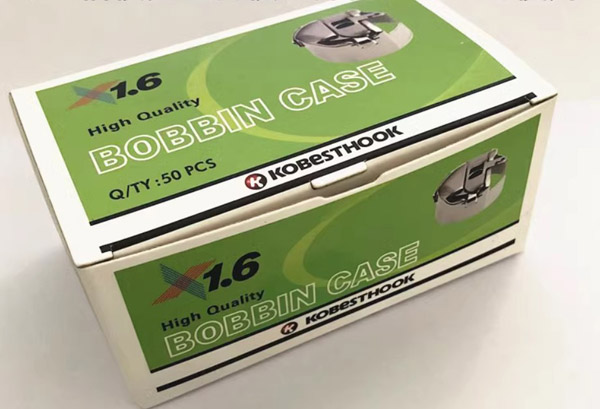 X1.6
High Quality
BOBBIN CASE
Q/TY:50 PCS
KOBESTHOOK
X1.6
High Quality
BOBBIN CASE
KOBESTHOOK